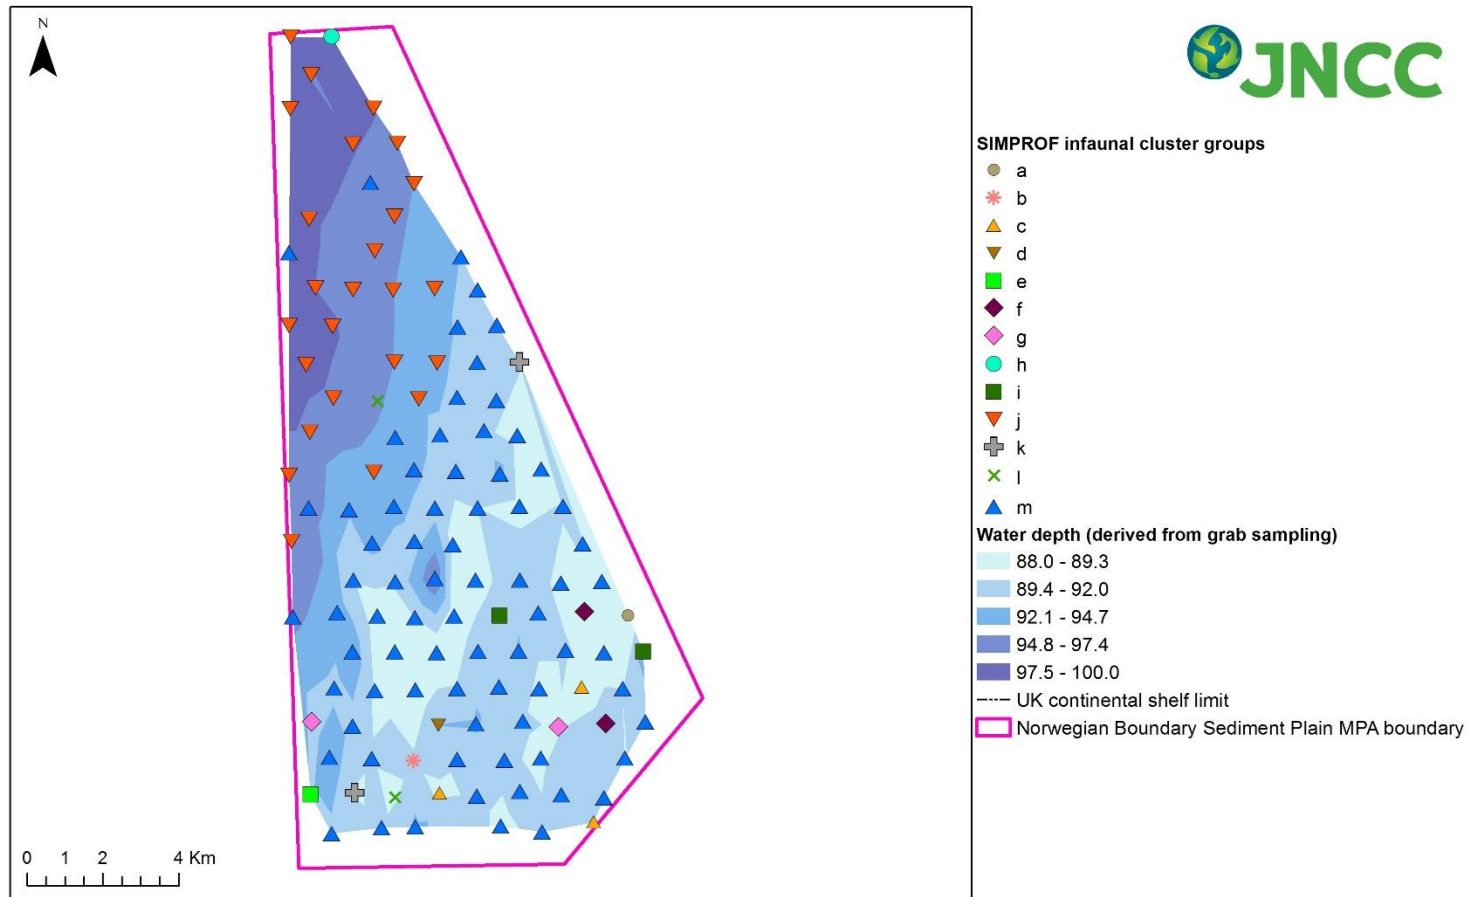 N
JNCC
SIMPROF infaunal cluster groups
a
b
c
d
e
f
g
h
i
j
k
l
m
Water depth (derived from grab sampling)
88.0 - 89.3
89.4 - 92.0
92.1 - 94.7
94.8 - 97.4
97.5 - 100.0
UK continental shelf limit
Norwegian Boundary Sediment Plain MPA boundary
0 1 2 4 Km